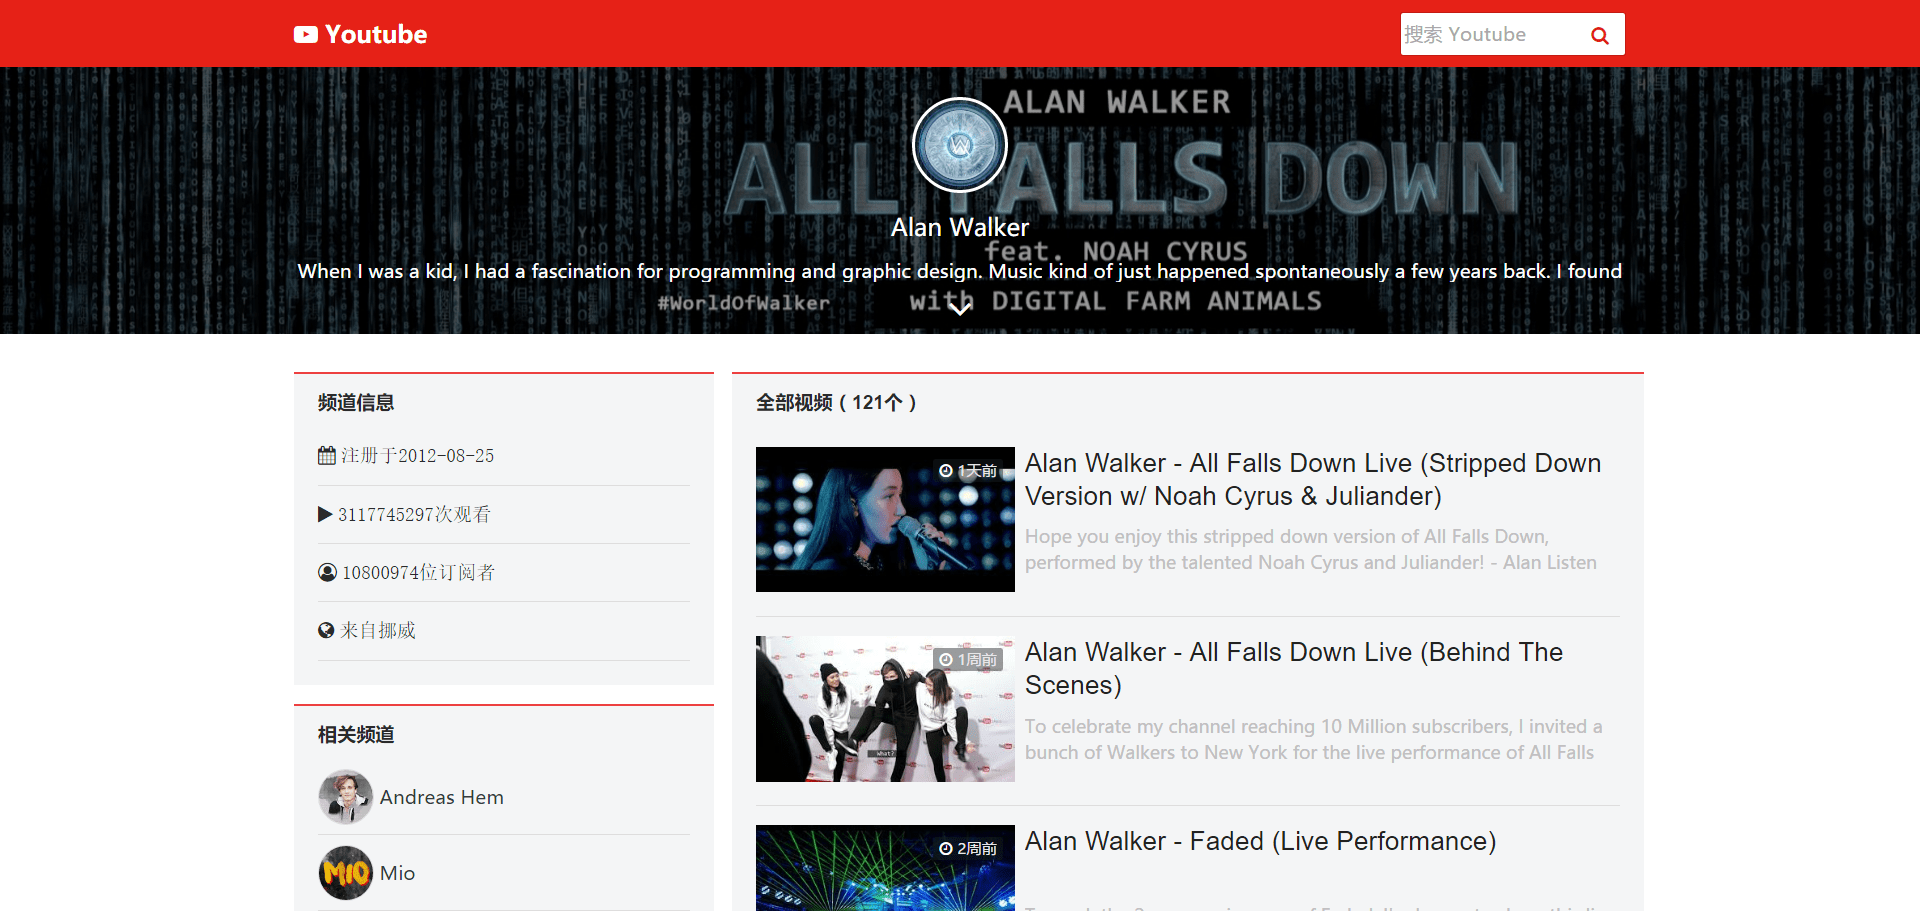 Youtube
搜索 Youtube
ALAN WALKER
ALL FALLS DOWN
Alan Walker
feat. NOAH CYRUS
When I was a kid, I had a fascination for programming and graphic design. Music kind of just happened spontaneously a few years back. I found
#WorldOfWalker
with DIGITAL FARM ANIMALS
频道信息
注册于2012-08-25
3117745297次观看
10800974位订阅者
来自挪威
相关频道
Andreas Hem
MIO
Mio
全部视频（121个）
1天前
Alan Walker - All Falls Down Live (Stripped Down
Version w/ Noah Cyrus & Juliander)
Hope you enjoy this stripped down version of All Falls Down,
performed by the talented Noah Cyrus and Juliander! - Alan Listen
1周前
what?
Alan Walker - All Falls Down Live (Behind The
Scenes)
To celebrate my channel reaching 10 Million subscribers, I invited a
bunch of Walkers to New York for the live performance of All Falls
2周前
Alan Walker - Faded (Live Performance)